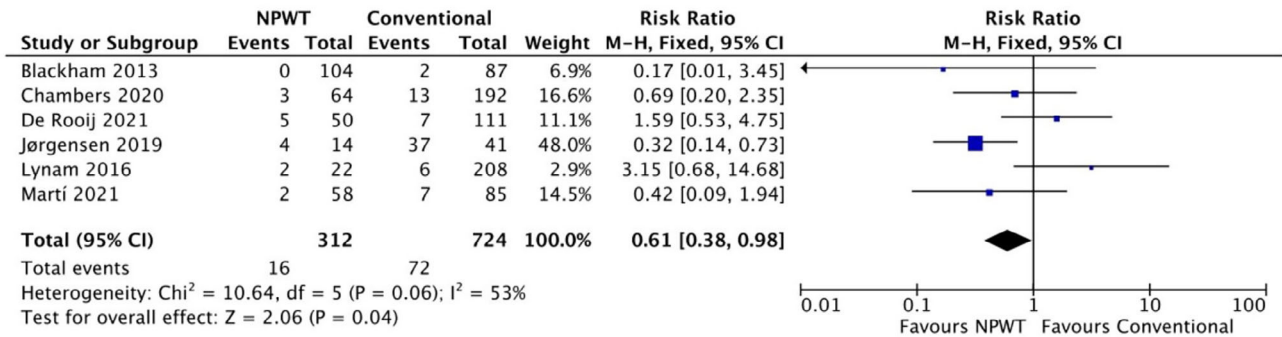 NPWT Conventional Risk Ratio Risk Ratio
Study or Subgroup Events Total Events Total Weight M-H, Fixed, 95% CI M-H, Fixed, 95% CI
Blackham 2013 0 104 2 87 6.9% 0.17 [0.01, 3.45]
Chambers 2020 3 64 13 192 16.6% 0.69 [0.20, 2.35]
De Rooij 2021 5 50 7 111 11.1% 1.59 [0.53, 4.75]
Jørgensen 2019 4 14 37 41 48.0% 0.32 [0.14, 0.73]
Lynam 2016 2 22 6 208 2.9% 3.15 [0.68, 14.68]
Martí 2021 2 58 7 85 14.5% 0.42 [0.09, 1.94]
Total (95% CI) 312 724 100.0% 0.61 [0.38, 0.98]
Total events 16 72
Heterogeneity: Chi² = 10.64, df = 5 (P = 0.06); I² = 53%
Test for overall effect: Z = 2.06 (P = 0.04)
0.01 0.1 1 10 100
Favours NPWT Favours Conventional